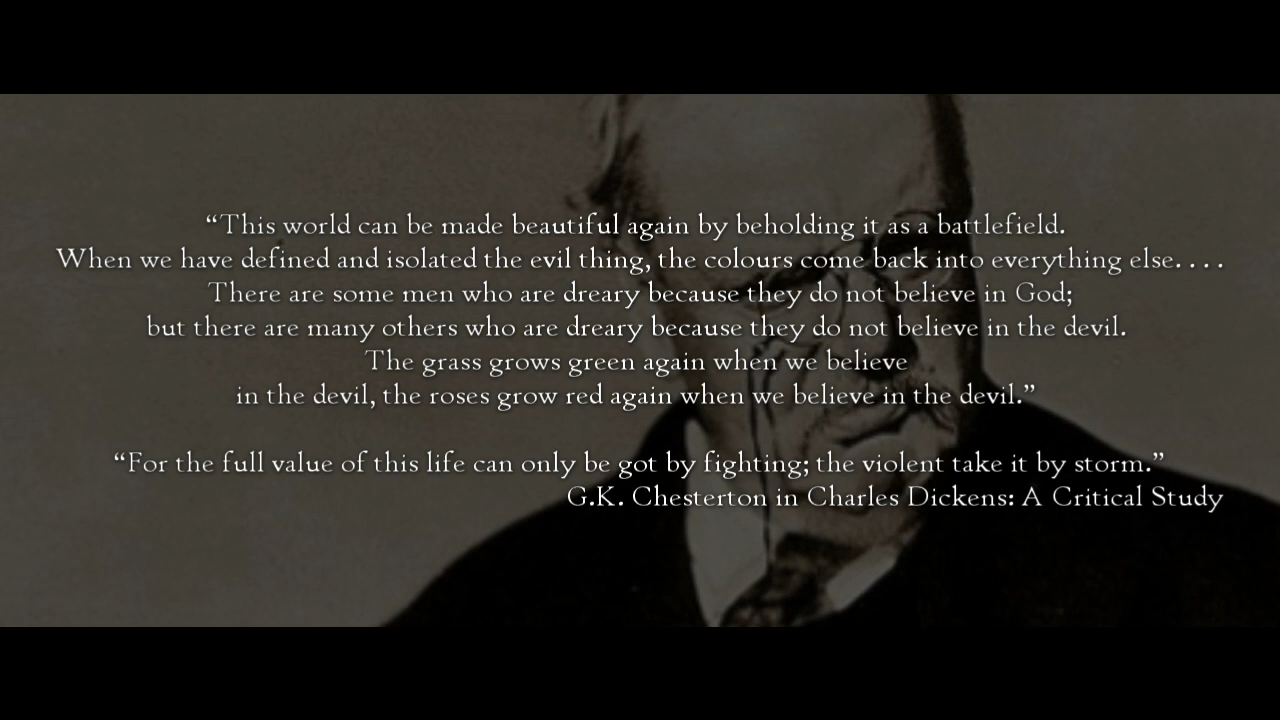 “This world can be made beautiful again by beholding it as a battlefield.
When we have defined and isolated the evil thing, the colours come back into everything else. . . .
There are some men who are dreary because they do not believe in God;
but there are many others who are dreary because they do not believe in the devil.
The grass grows green again when we believe
in the devil, the roses grow red again when we believe in the devil.”
“For the full value of this life can only be got by fighting; the violent take it by storm.”
G.K. Chesterton in Charles Dickens: A Critical Study